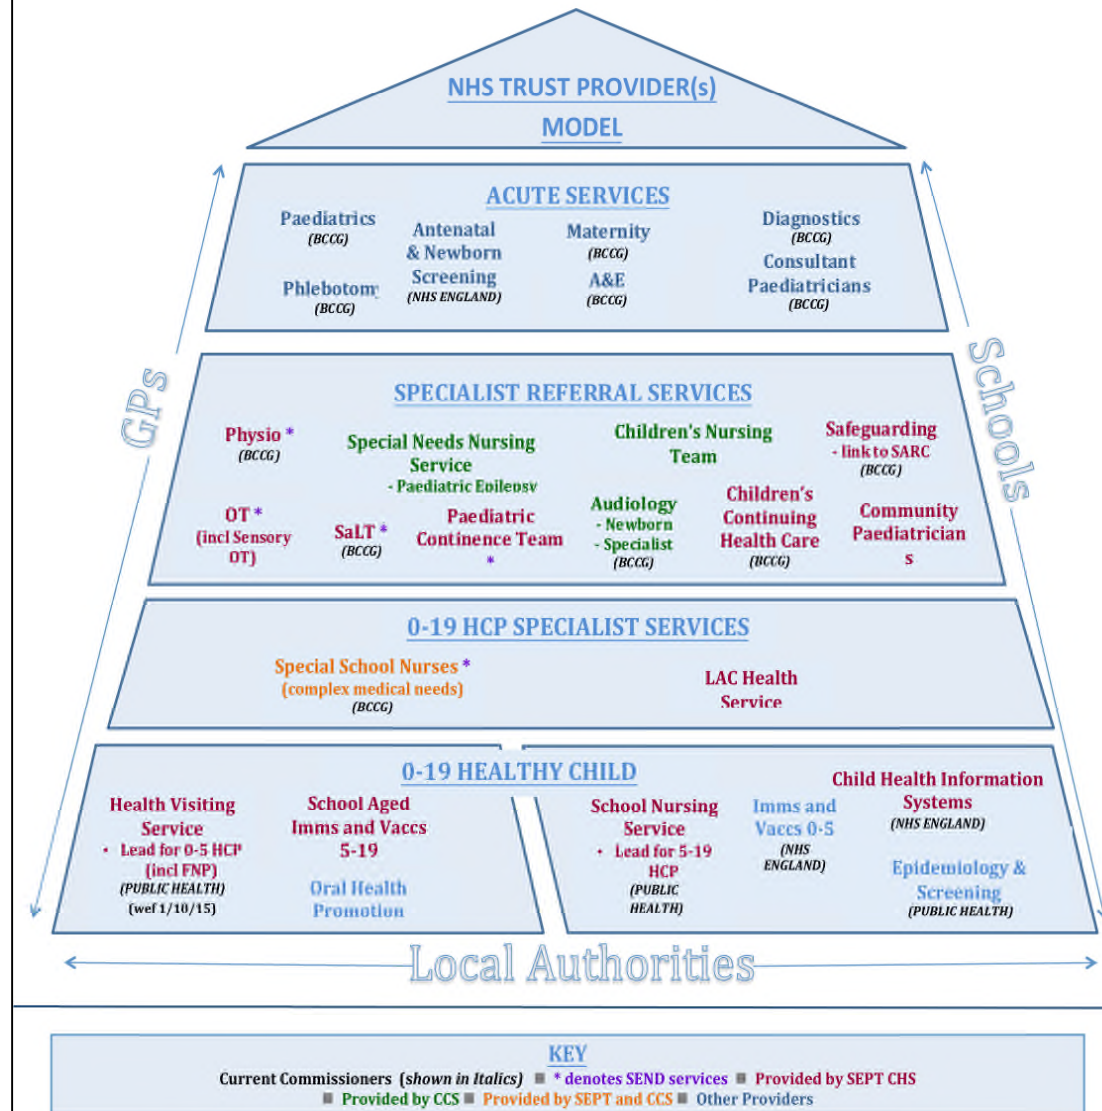 NHS TRUST PROVIDER(s)
MODEL
ACUTE SERVICES
Paediatrics
(BCCG)
Phlebotomy
(BCCG)
Antenatal
& Newborn
Screening
(NHS ENGLAND)
Maternity
(BCCG)
A&E
(BCCG)
Diagnostics
(BCCG)
Consultant
Paediatricians
(BCCG)
GPs
Schools
SPECIALIST REFERRAL SERVICES
Physio *
(BCCG)
Special Needs Nursing
Service
- Paediatric Epilepsy
Children's Nursing
Team
Safeguarding
- link to SARC
(BCCG)
OT *
(incl Sensory
OT)
SaLT *
(BCCG)
Paediatric
Continence Team
*
Audiology
- Newborn
- Specialist
(BCCG)
Children's
Continuing
Health Care
(BCCG)
Community
Paediatrician
s
0-19 HCP SPECIALIST SERVICES
Special School Nurses *
(complex medical needs)
(BCCG)
LAC Health
Service
0-19 HEALTHY CHILD
Health Visiting
Service
• Lead for 0-5 HCP
(incl FNP)
(PUBLIC HEALTH)
(wef 1/10/15)
School Aged
Imms and Vaccs
5-19
Oral Health
Promotion
School Nursing
Service
• Lead for 5-19
HCP
(PUBLIC
HEALTH)
Imms and
Vaccs 0-5
(NHS
ENGLAND)
Child Health Information
Systems
(NHS ENGLAND)
Epidemiology &
Screening
(PUBLIC HEALTH)
Local Authorities
KEY
Current Commissioners (shown in Italics) ■ * denotes SEND services ■ Provided by SEPT CHS
■ Provided by CCS ■ Provided by SEPT and CCS ■ Other Providers